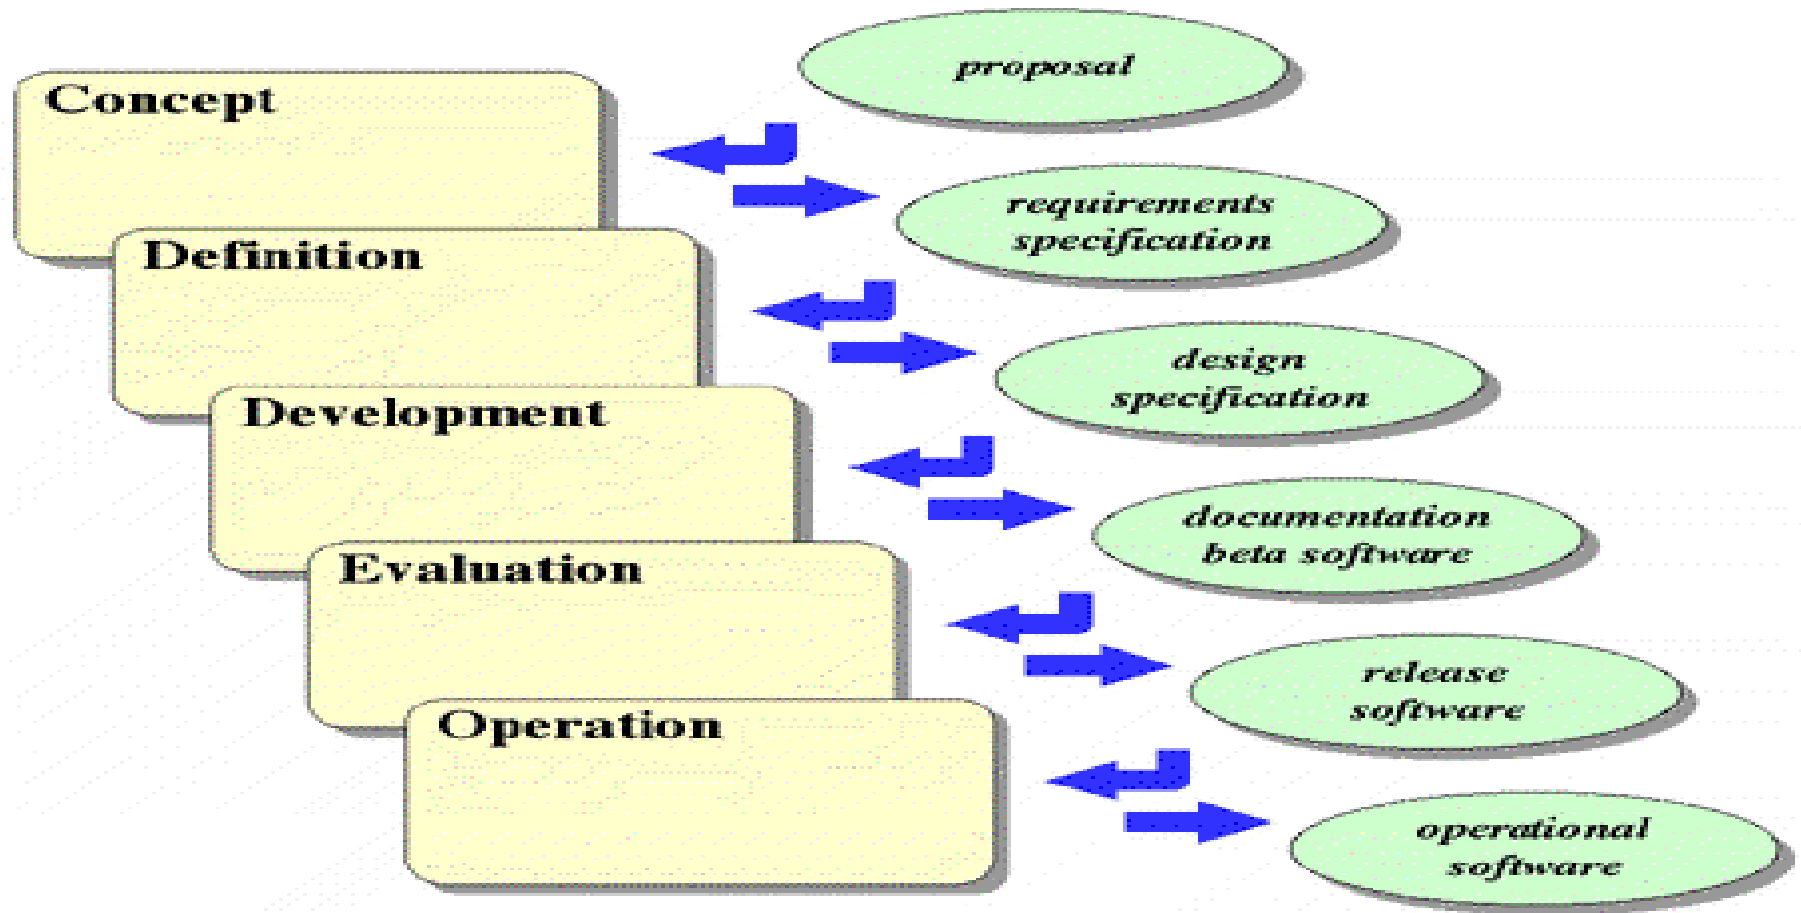 proposal
Concept
requirements
specification
Definition
design
specification
Development
documentation
beta software
Evaluation
release
software
Operation
operational
software